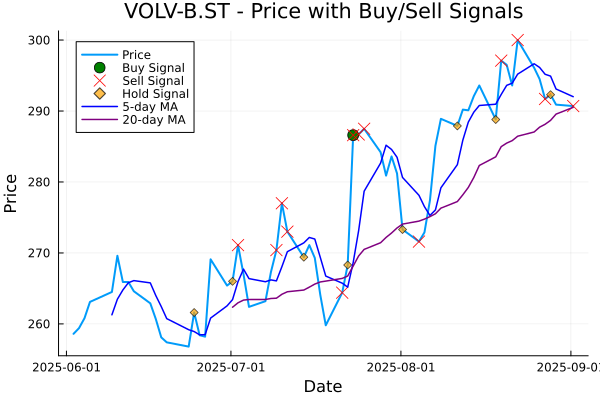 VOLV-B.ST - Price with Buy/Sell Signals
300
290
280
270
260
Price
Price
Buy Signal
Sell Signal
Hold Signal
5-day MA
20-day MA
2025-06-01
2025-07-01
2025-08-01
2025-09-0
Date